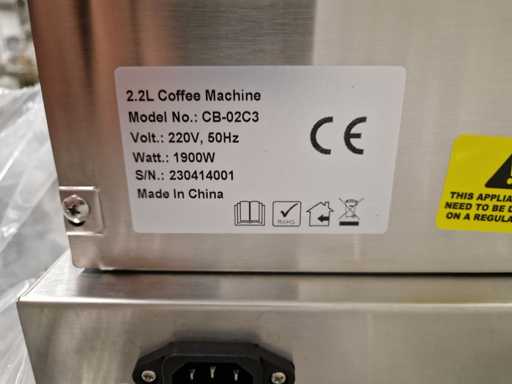 2.2L Coffee Machine
Model No.: CB-02C3
Volt.: 220V, 50Hz
Watt.: 1900W
S/N.: 230414001
Made In China
CE
RoHS
THIS APPLIA
NEED TO BE D
ON A REGULA